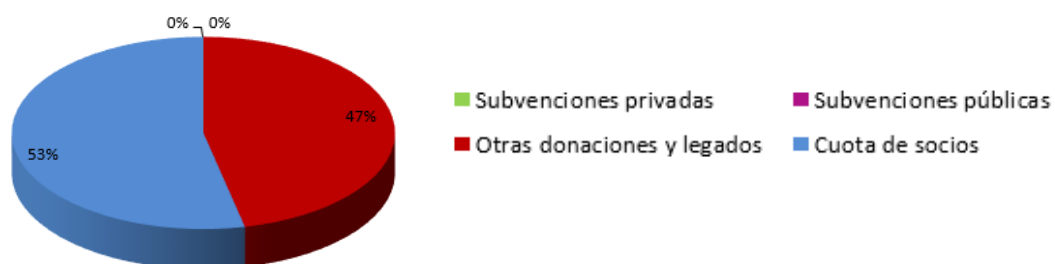 0% 0%
47%
53%
Subvenciones privadas
Subvenciones públicas
Otras donaciones y legados
Cuota de socios